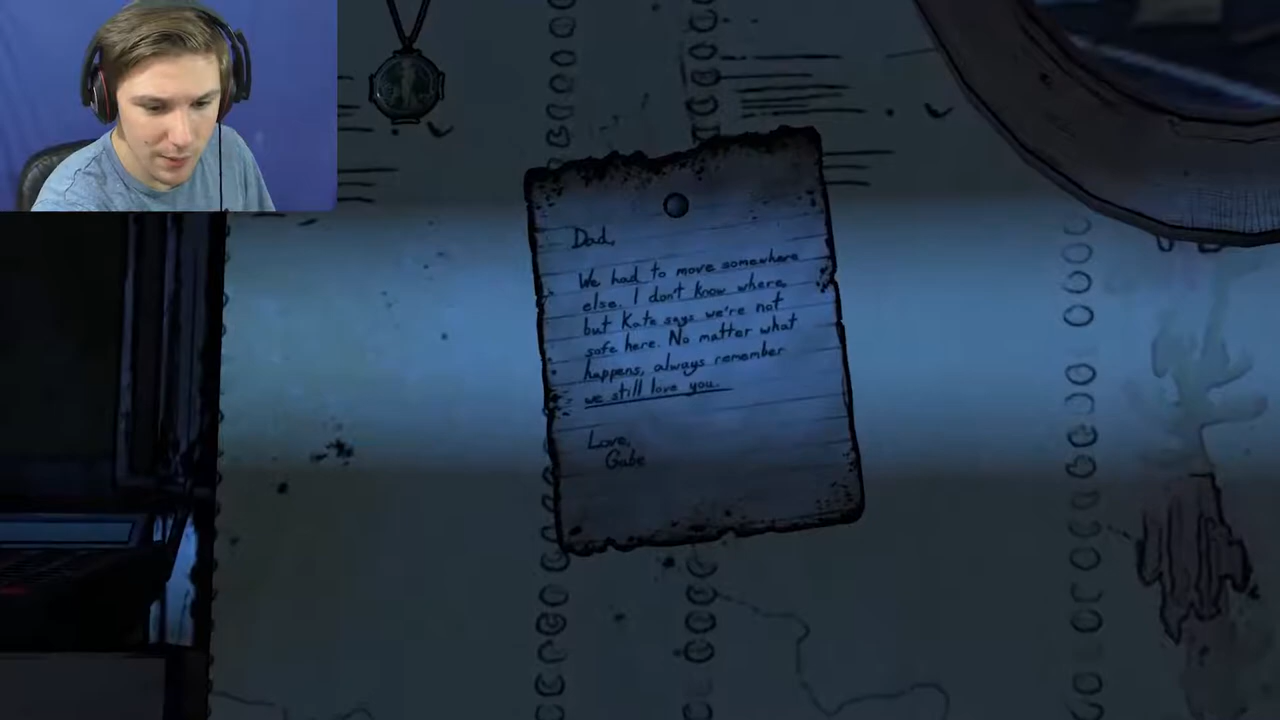 Dad,
We had to move somewhere
else. I don't know where,
but Kate says we're not
safe here. No matter what
happens, always remember
we still love you.
Love,
Gabe